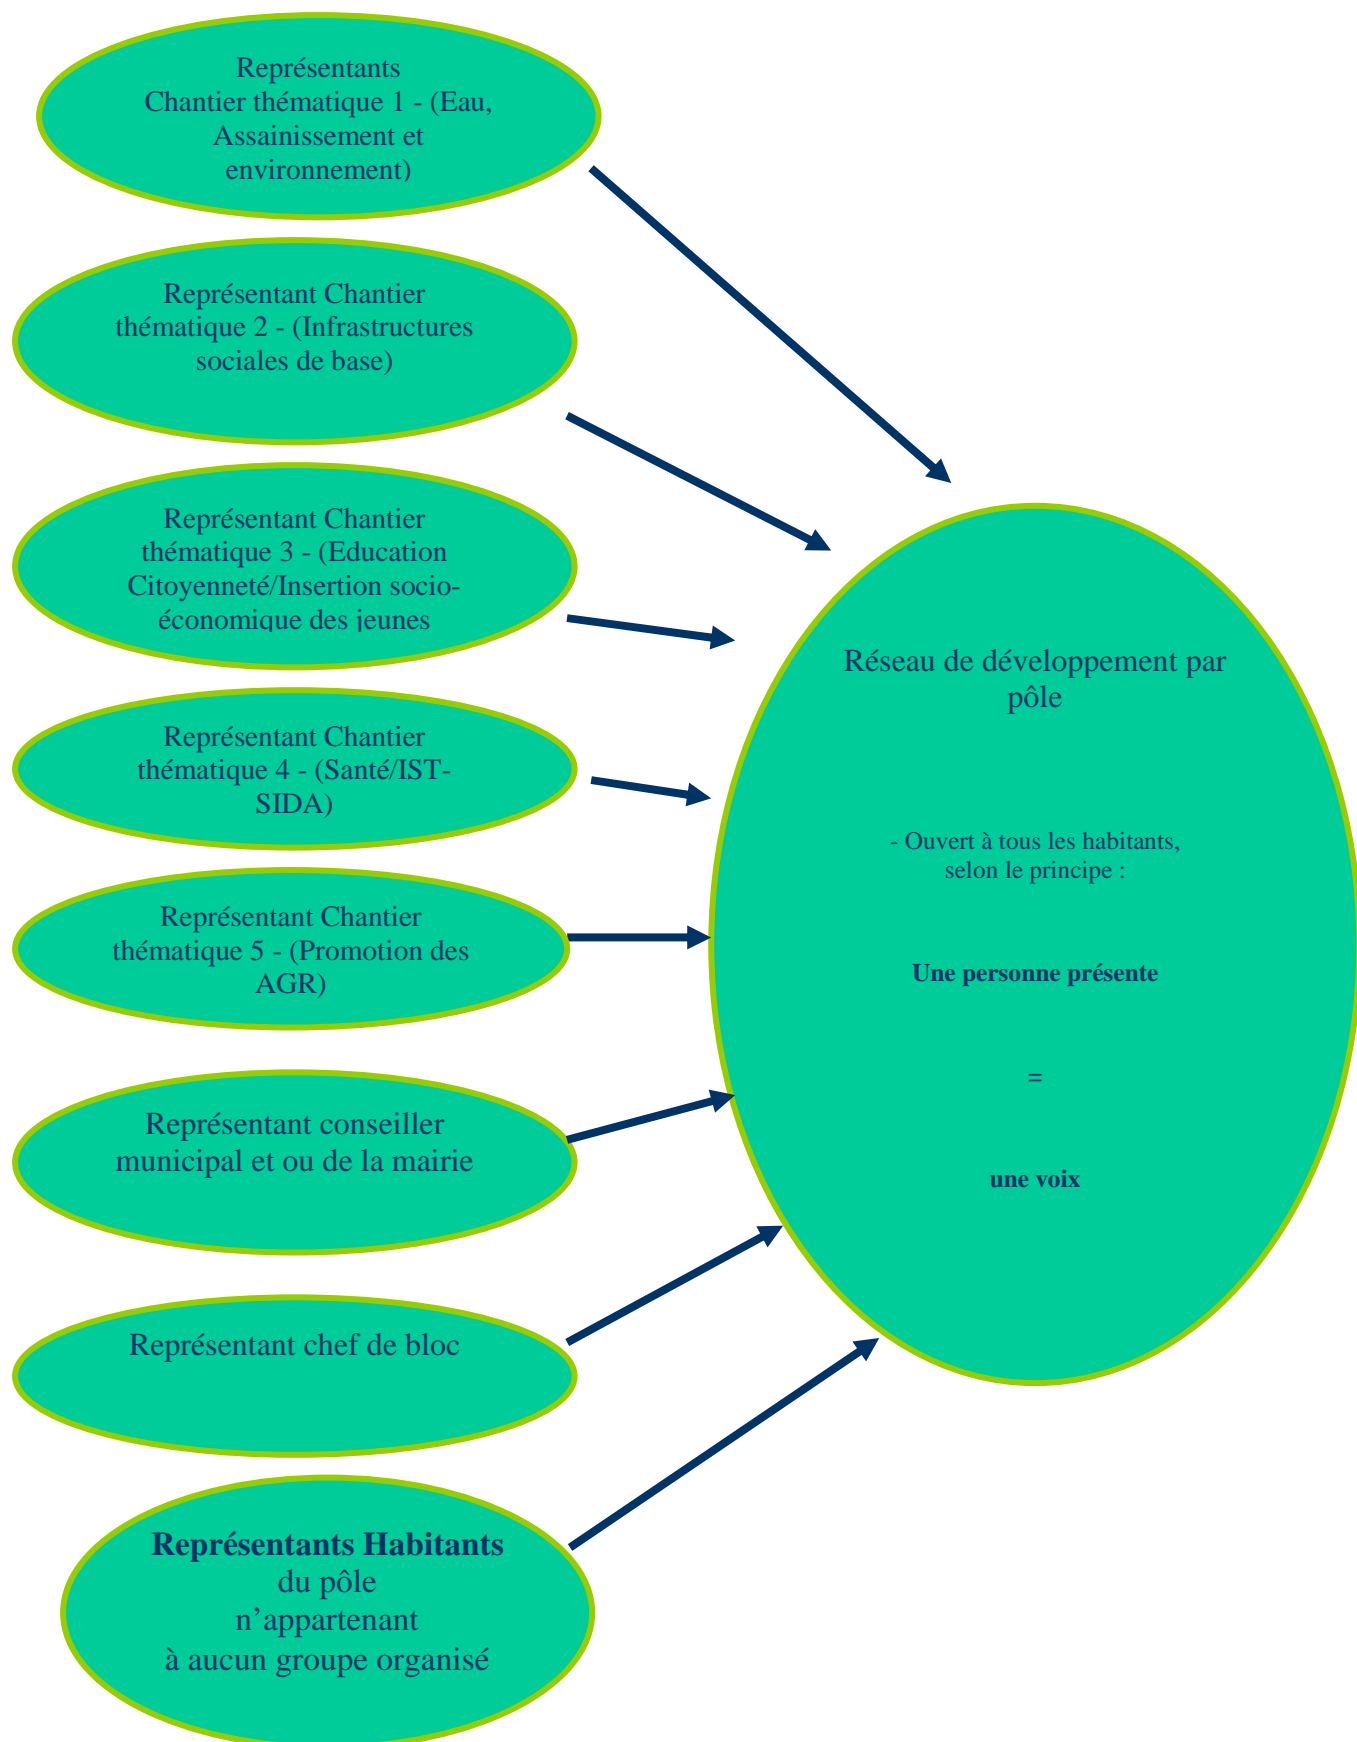 Représentants
Chantier thématique 1 - (Eau,
Assainissement et
environnement)
Représentant Chantier
thématique 2 - (Infrastructures
sociales de base)
Représentant Chantier
thématique 3 - (Education
Citoyenneté/Insertion socio-
économique des jeunes
Représentant Chantier
thématique 4 - (Santé/IST-
SIDA)
Représentant Chantier
thématique 5 - (Promotion des
AGR)
Représentant conseiller
municipal et ou de la mairie
Représentant chef de bloc
Représentants Habitants
du pôle
n’appartenant
à aucun groupe organisé
Réseau de développement par
pôle
- Ouvert à tous les habitants,
selon le principe :
Une personne présente
=
une voix